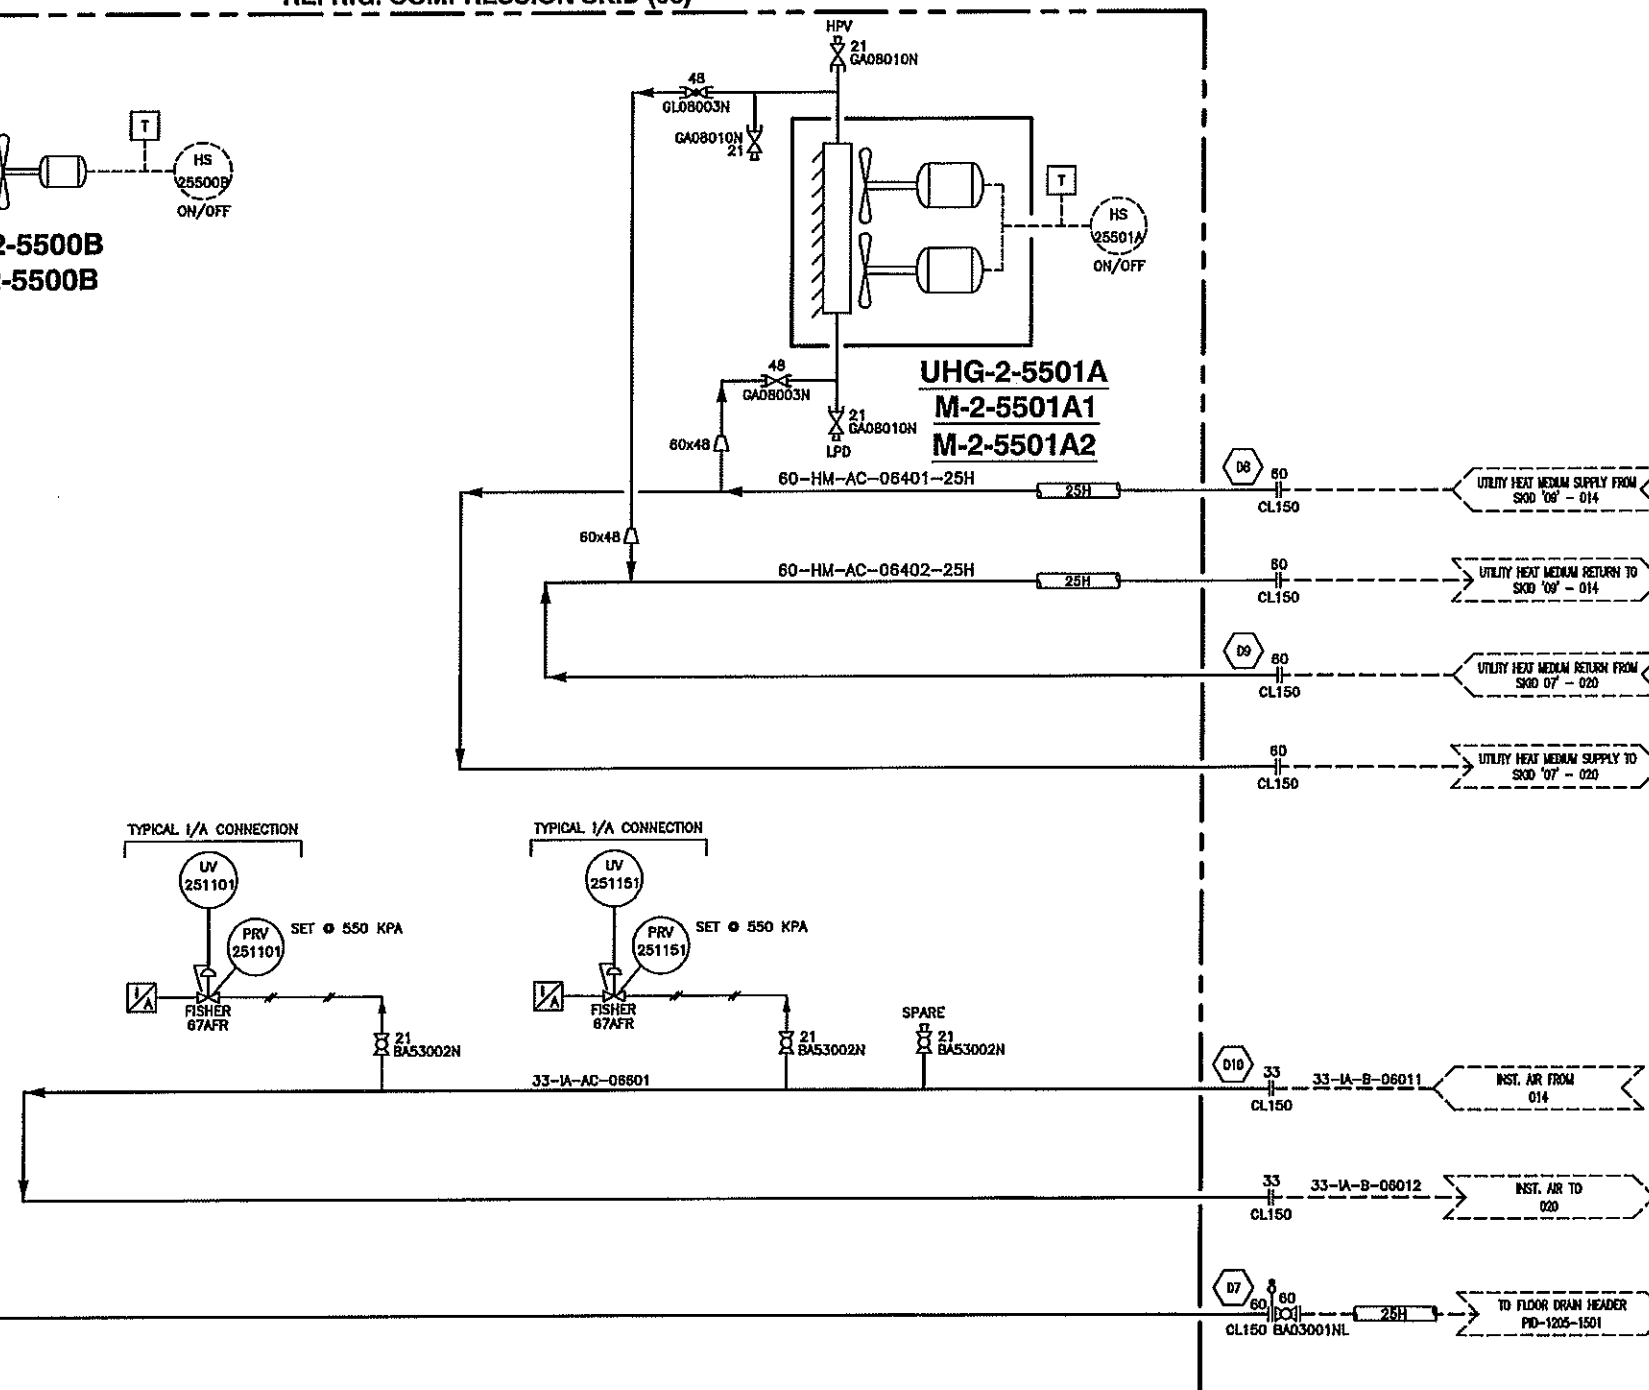 REFRIG. COMPRESSION SKID
HPV
21
GA08010N
48
GL08003N
GA08010N
21
T
HS
25500B
ON/OFF
2-5500B
-5500B
T
HS
25501A
ON/OFF
48
GA08003N
21
GA08010N
LPD
60x48
UHG-2-5501A
M-2-5501A1
M-2-5501A2
60-HM-AC-06401-25H
25H
D8
60
CL150
UTILITY HEAT MEDIUM SUPPLY FROM
SKID '09' - 014
60x48
60-HM-AC-06402-25H
25H
60
CL150
UTILITY HEAT MEDIUM RETURN TO
SKID '09' - 014
D9
60
CL150
UTILITY HEAT MEDIUM RETURN FROM
SKID 07' - 020
60
CL150
UTILITY HEAT MEDIUM SUPPLY TO
SKID '07' - 020
TYPICAL I/A CONNECTION
UV
251101
PRV
251101
SET @ 550 KPA
I/A
FISHER
67AFR
21
BA53002N
TYPICAL I/A CONNECTION
UV
251151
PRV
251151
SET @ 550 KPA
I/A
FISHER
67AFR
21
BA53002N
SPARE
21
BA53002N
33-IA-AC-06601
D10
33
CL150
33-IA-B-06011
INST. AIR FROM
014
33
CL150
33-IA-B-06012
INST. AIR TO
020
D7
60
60
CL150 BA03001NL
25H
TO FLOOR DRAIN HEADER
PID-1205-1501